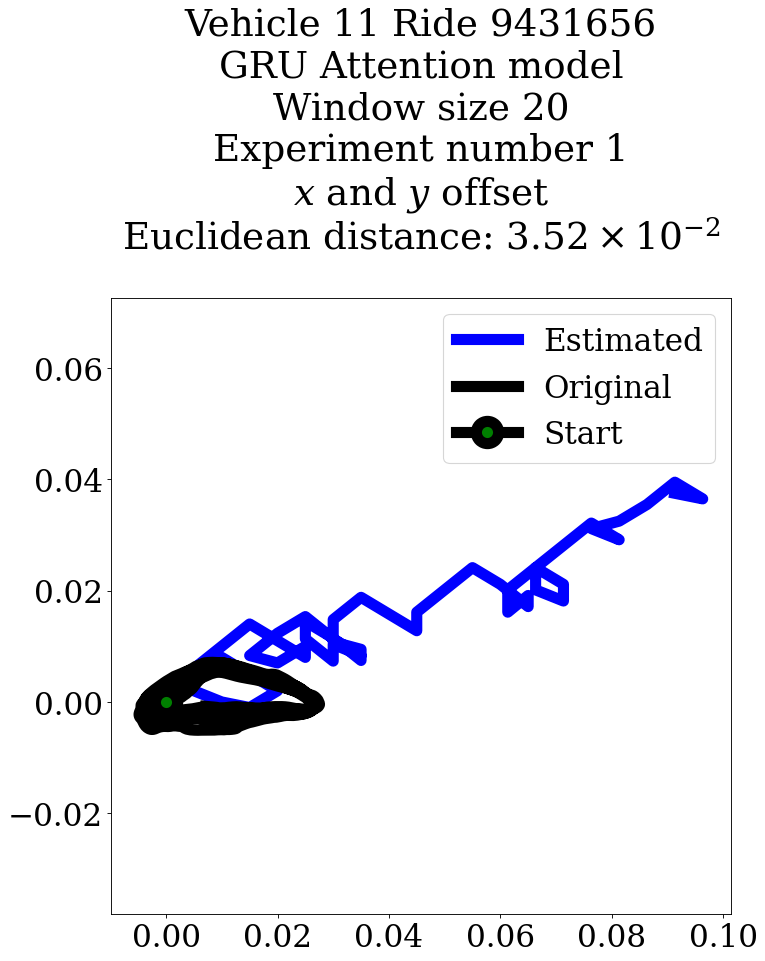 Vehicle 11 Ride 9431656
GRU Attention model
Window size 20
Experiment number 1
x and y offset
Euclidean distance: 3.52 × 10⁻²
Estimated
Original
Start
0.06
0.04
0.02
0.00
−0.02
0.00 0.02 0.04 0.06 0.08 0.10